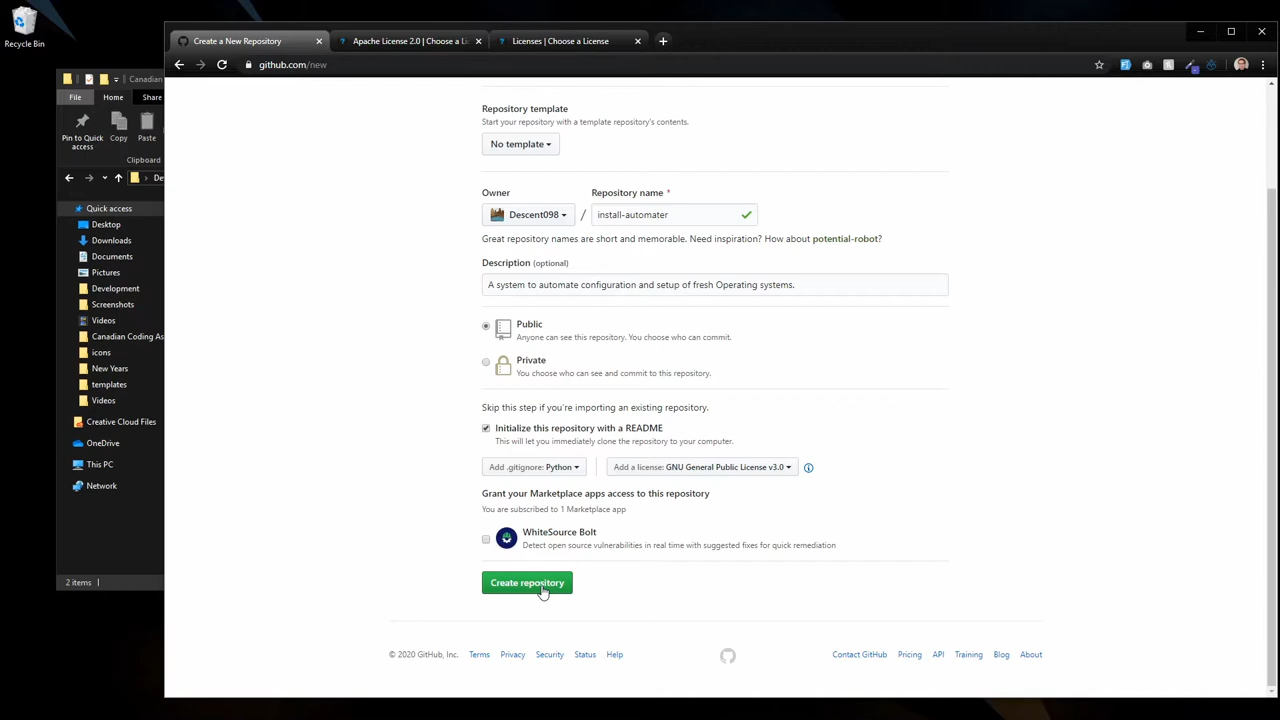 Recycle Bin
Create a New Repository
Apache License 2.0 | Choose a Li
Licenses | Choose a License
github.com/new
Canadian
File
Home
Share
Pin to Quick access
Copy
Paste
Clipboard
De
Quick access
Desktop
Downloads
Documents
Pictures
Development
Screenshots
Videos
Canadian Coding As
icons
New Years
templates
Videos
Creative Cloud Files
OneDrive
This PC
Network
2 items
Repository template
Start your repository with a template repository's contents.
No template
Owner
Repository name *
Descent098 / install-automater
Great repository names are short and memorable. Need inspiration? How about potential-robot?
Description (optional)
A system to automate configuration and setup of fresh Operating systems.
Public
Anyone can see this repository. You choose who can commit.
Private
You choose who can see and commit to this repository.
Skip this step if you're importing an existing repository.
Initialize this repository with a README
This will let you immediately clone the repository to your computer.
Add .gitignore: Python
Add a license: GNU General Public License v3.0
Grant your Marketplace apps access to this repository
You are subscribed to 1 Marketplace app
WhiteSource Bolt
Detect open source vulnerabilities in real time with suggested fixes for quick remediation
Create repository
© 2020 GitHub, Inc. Terms Privacy Security Status Help
Contact GitHub Pricing API Training Blog About